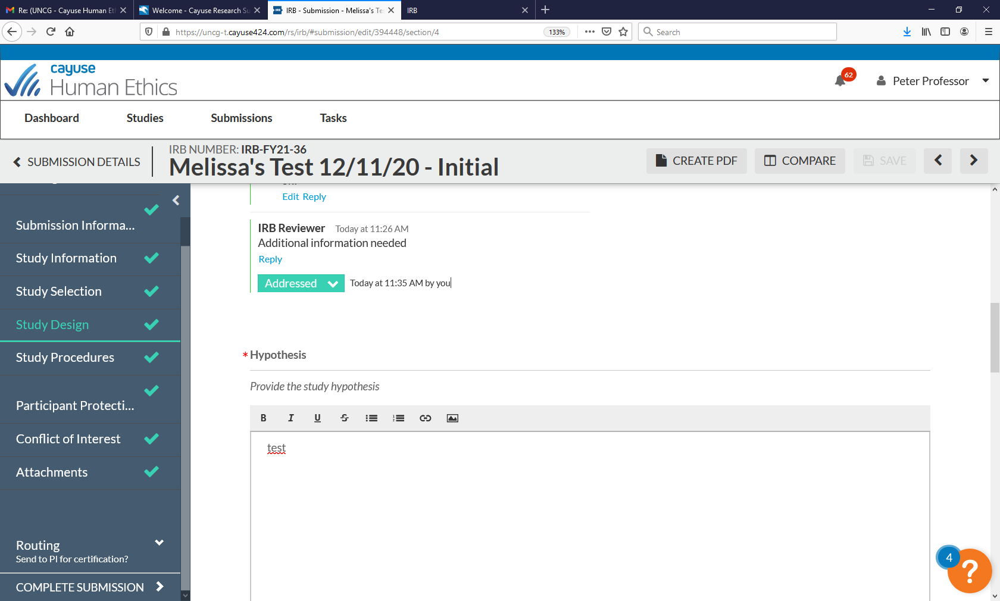 Re: (UNCG - Cayuse Human Et
Welcome - Cayuse Research Su
IRB - Submission - Melissa's Te
IRB
https://uncg-t.cayuse424.com/rs/irb/#submission/edit/394448/section/4
133%
Search
cayuse
Human Ethics
62
Peter Professor
Dashboard
Studies
Submissions
Tasks
SUBMISSION DETAILS
IRB NUMBER: IRB-FY21-36
Melissa's Test 12/11/20 - Initial
CREATE PDF
COMPARE
SAVE
Submission Informa...
Study Information
Study Selection
Study Design
Study Procedures
Participant Protecti...
Conflict of Interest
Attachments
Routing
Send to PI for certification?
COMPLETE SUBMISSION
Edit Reply
IRB Reviewer Today at 11:26 AM
Additional information needed
Reply
Addressed
Today at 11:35 AM by you
* Hypothesis
Provide the study hypothesis
B I U S
test
4
?